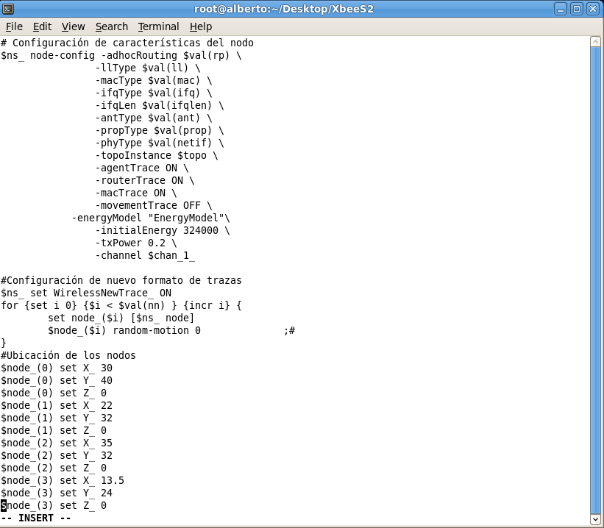 root@alberto:~/Desktop/XbeeS2
File Edit View Search Terminal Help
# Configuración de características del nodo
$ns_ node-config -adhocRouting $val(rp) \
                -llType $val(ll) \
                -macType $val(mac) \
                -ifqType $val(ifq) \
                -ifqLen $val(ifqlen) \
                -antType $val(ant) \
                -propType $val(prop) \
                -phyType $val(netif) \
                -topoInstance $topo \
                -agentTrace ON \
                -routerTrace ON \
                -macTrace ON \
                -movementTrace OFF \
            -energyModel "EnergyModel"\
                -initialEnergy 324000 \
                -txPower 0.2 \
                -channel $chan_1_

#Configuración de nuevo formato de trazas
$ns_ set WirelessNewTrace_ ON
for {set i 0} {$i < $val(nn) } {incr i} {
        set node_($i) [$ns_ node]
        $node_($i) random-motion 0              ;#
}
#Ubicación de los nodos
$node_(0) set X_ 30
$node_(0) set Y_ 40
$node_(0) set Z_ 0
$node_(1) set X_ 22
$node_(1) set Y_ 32
$node_(1) set Z_ 0
$node_(2) set X_ 35
$node_(2) set Y_ 32
$node_(2) set Z_ 0
$node_(3) set X_ 13.5
$node_(3) set Y_ 24
$node_(3) set Z_ 0
-- INSERT --